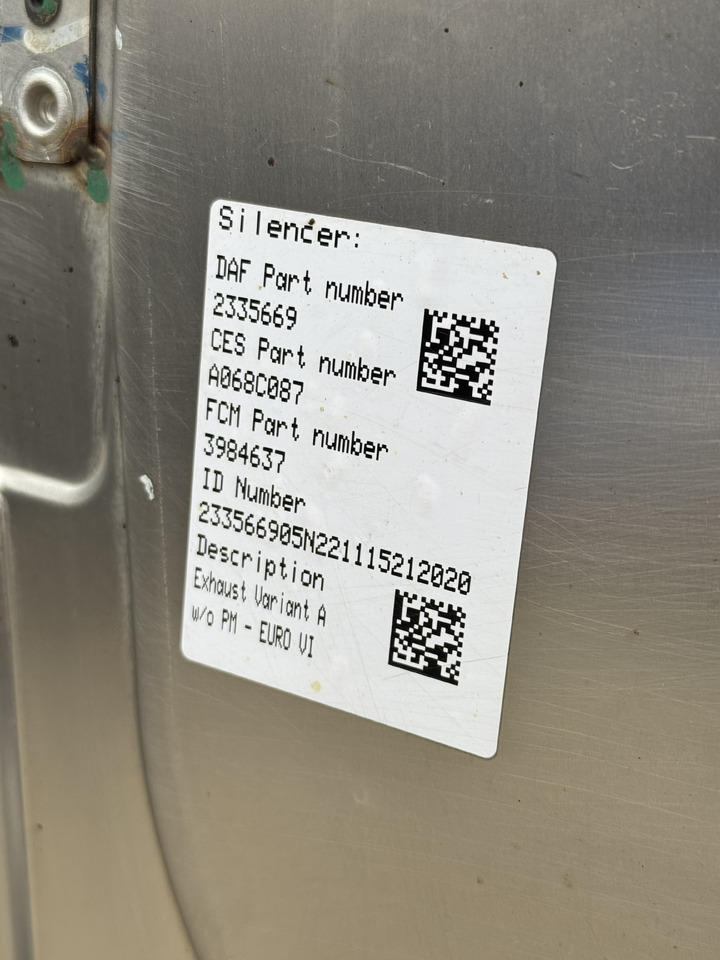 Silencer:
DAF Part number
2335669
CES Part number
A068C087
FCM Part number
3984637
ID Number
233566905N221115212020
Description
Exhaust Variant A
w/o PM - EURO VI